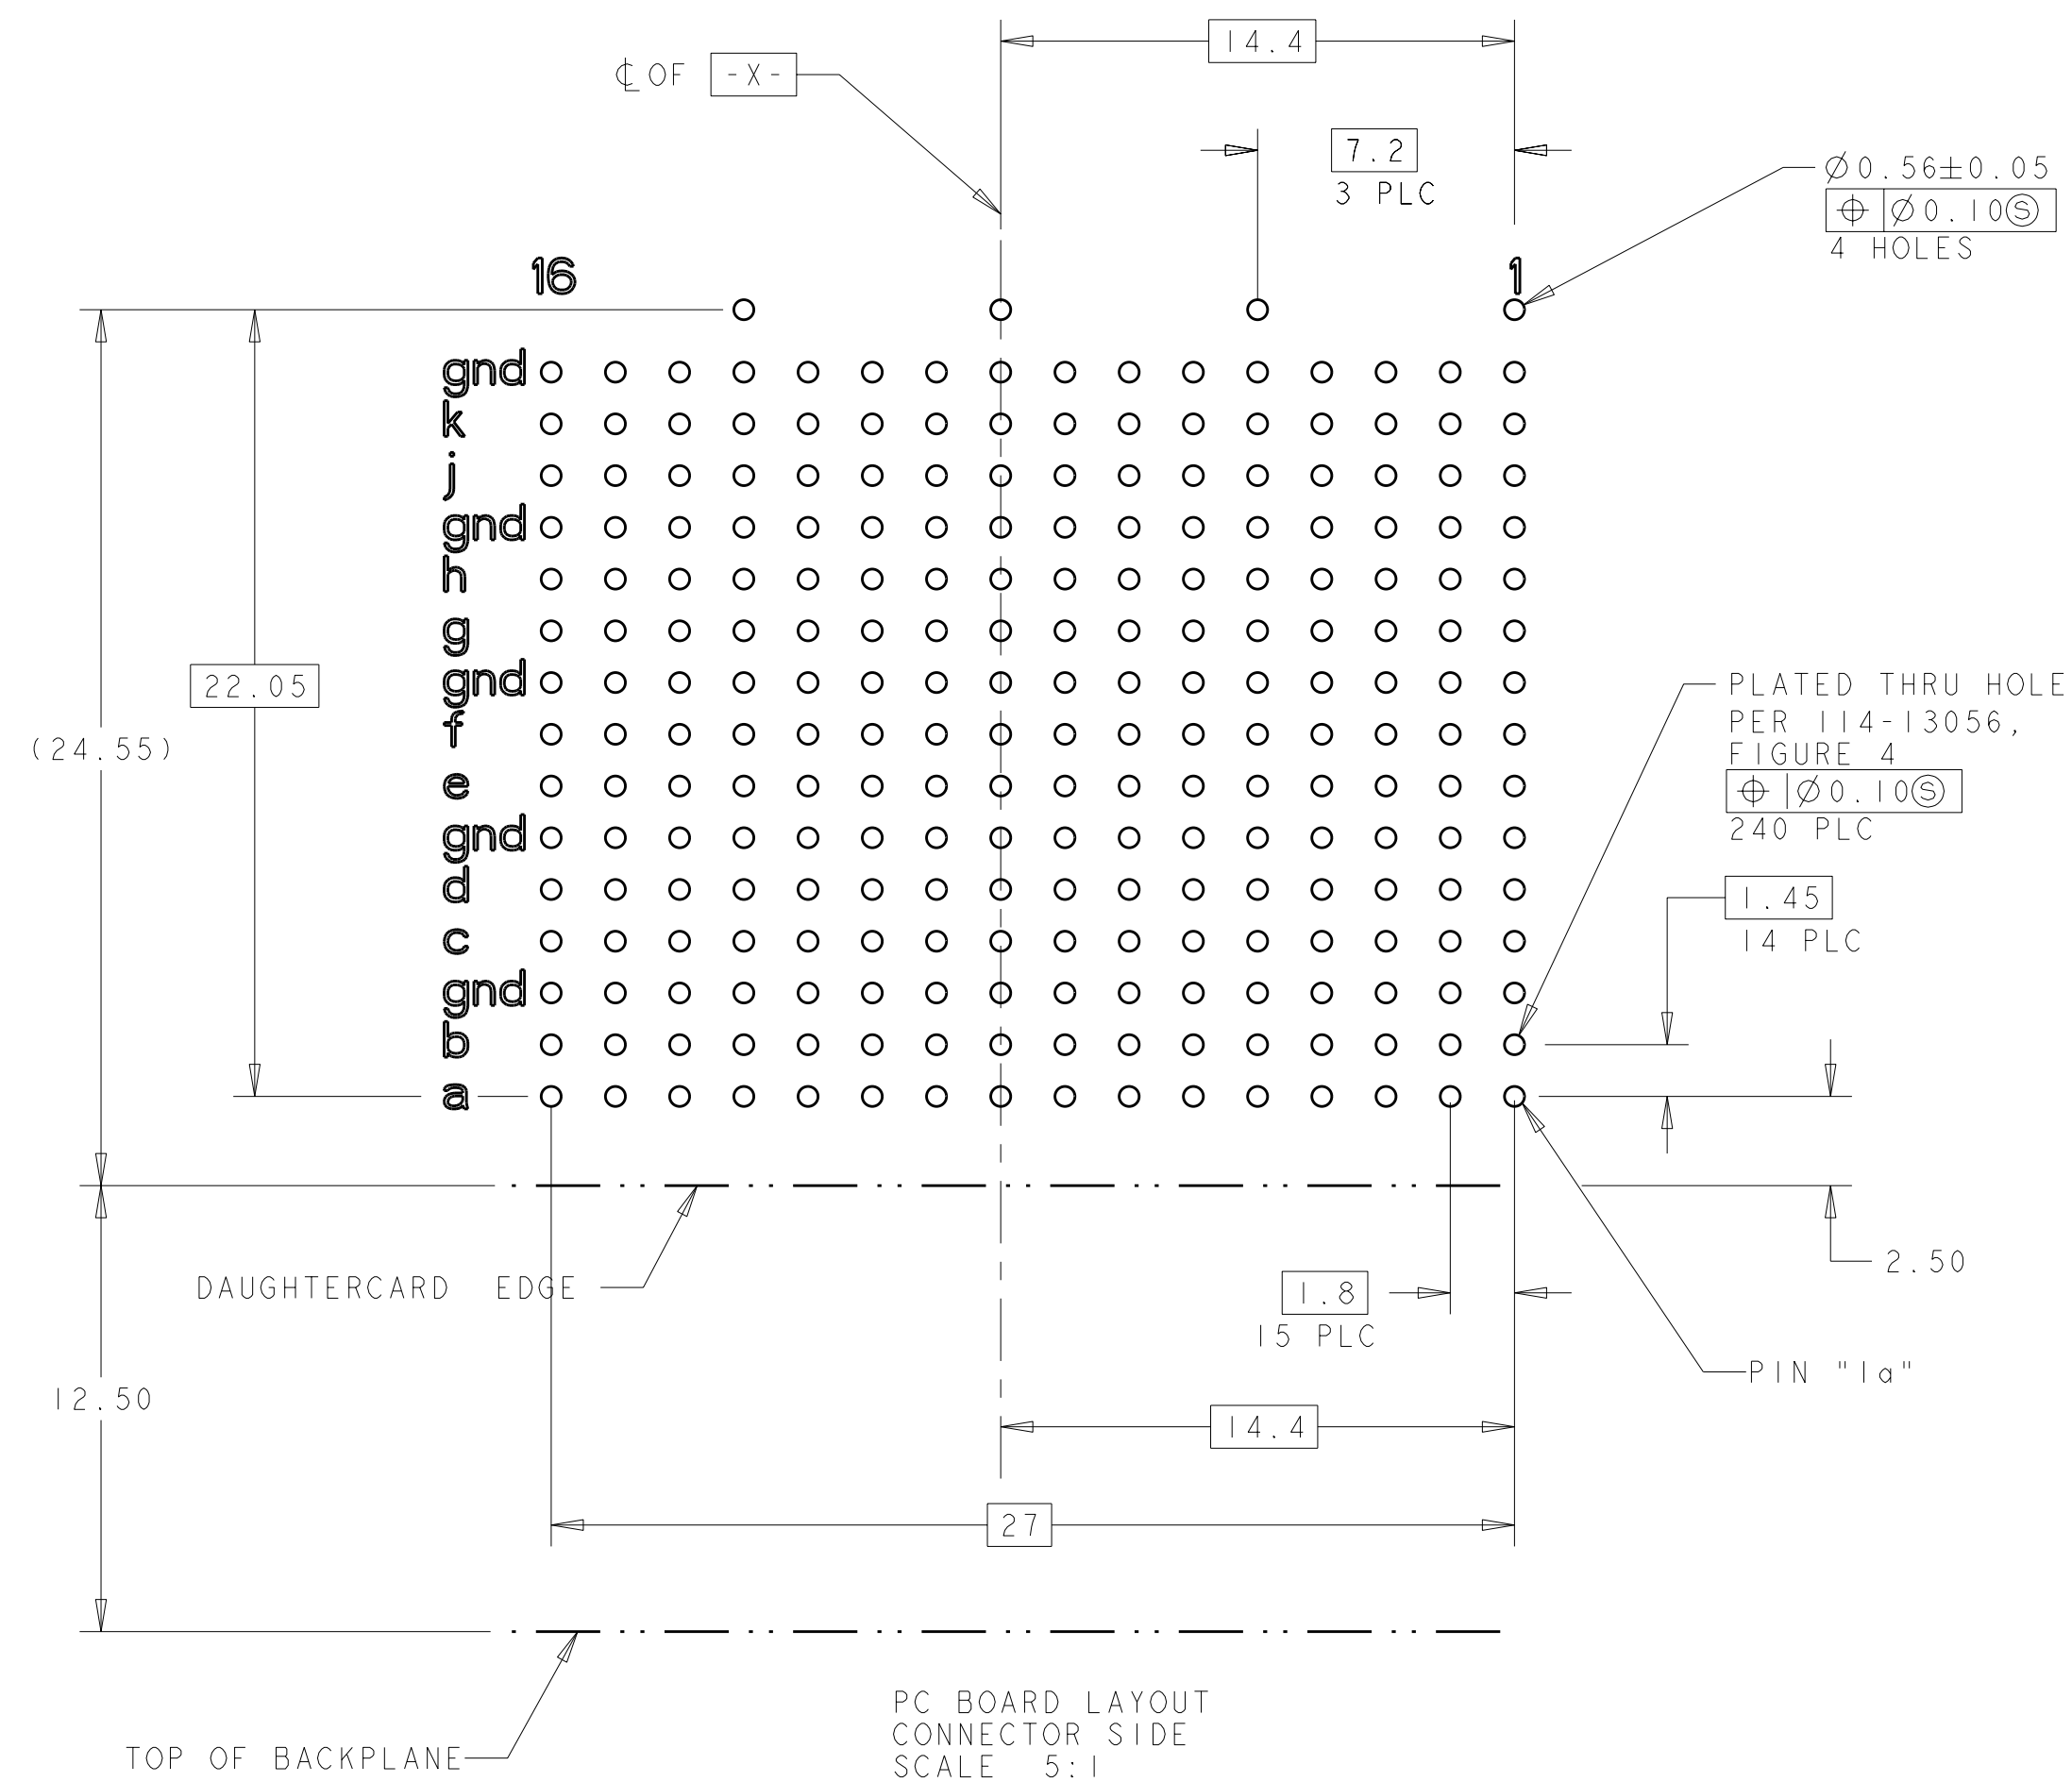 14.4
℄ OF -X-
7.2
3 PLC
Ø0.56±0.05
⌖ Ø0.10Ⓢ
4 HOLES
16
1
gnd
k
j
gnd
h
g
gnd
f
e
gnd
d
c
gnd
b
a
22.05
(24.55)
PLATED THRU HOLE
PER 114-13056,
FIGURE 4
⌖ Ø0.10Ⓢ
240 PLC
1.45
14 PLC
2.50
DAUGHTERCARD EDGE
1.8
15 PLC
PIN "1a"
12.50
14.4
27
PC BOARD LAYOUT
CONNECTOR SIDE
SCALE 5:1
TOP OF BACKPLANE